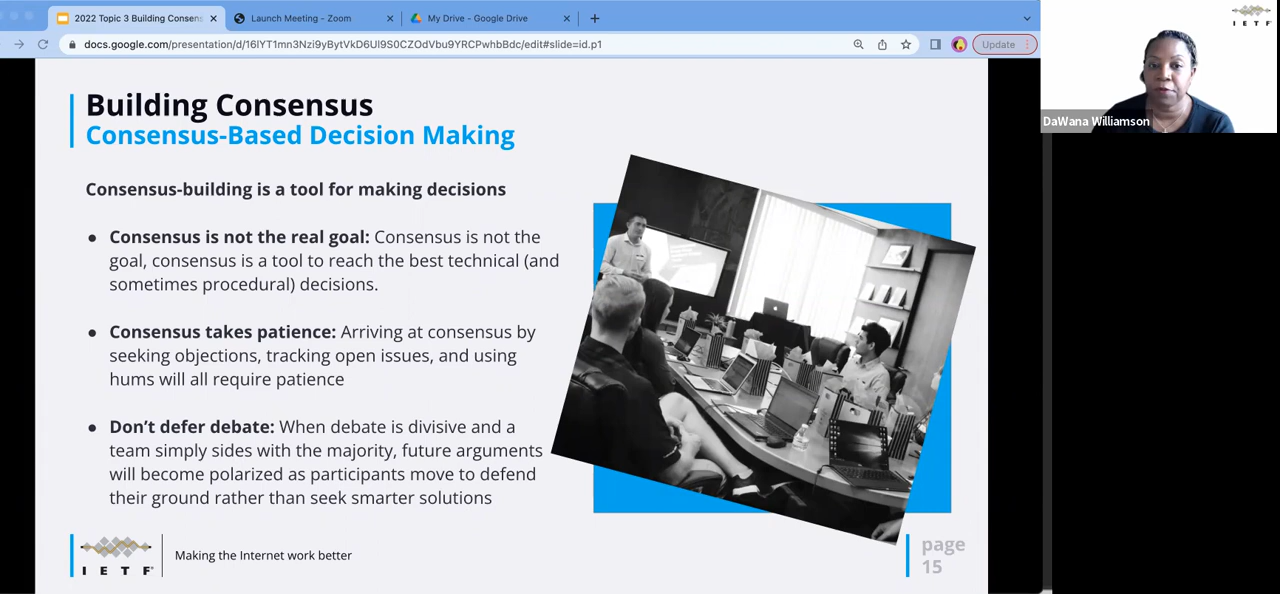 2022 Topic 3 Building Consens
Launch Meeting - Zoom
My Drive - Google Drive
docs.google.com/presentation/d/16lYT1mn3Nzi9yBytVkD6Ul9S0CZOdVbu9YRCPwhbBdc/edit#slide=id.p1
Update
IETF
DaWana Williamson
Building Consensus
Consensus-Based Decision Making
Consensus-building is a tool for making decisions
● Consensus is not the real goal: Consensus is not the
goal, consensus is a tool to reach the best technical (and
sometimes procedural) decisions.
● Consensus takes patience: Arriving at consensus by
seeking objections, tracking open issues, and using
hums will all require patience
● Don’t defer debate: When debate is divisive and a
team simply sides with the majority, future arguments
will become polarized as participants move to defend
their ground rather than seek smarter solutions
IETF®
Making the Internet work better
page
15